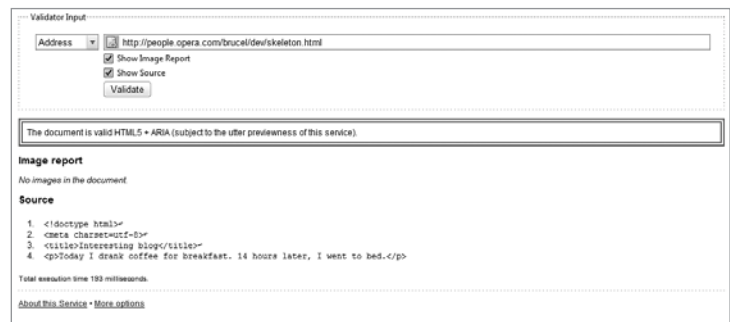 Validator Input
Address http://people.opera.com/brucel/dev/skeleton.html
Show Image Report
Show Source
Validate
The document is valid HTML5 + ARIA (subject to the utter previewness of this service).
Image report
No images in the document.
Source
1. <!doctype html>↩
2. <meta charset=utf-8>↩
3. <title>Interesting blog</title>↩
4. <p>Today I drank coffee for breakfast. 14 hours later, I went to bed.</p>
Total execution time 193 milliseconds.
About this Service • More options